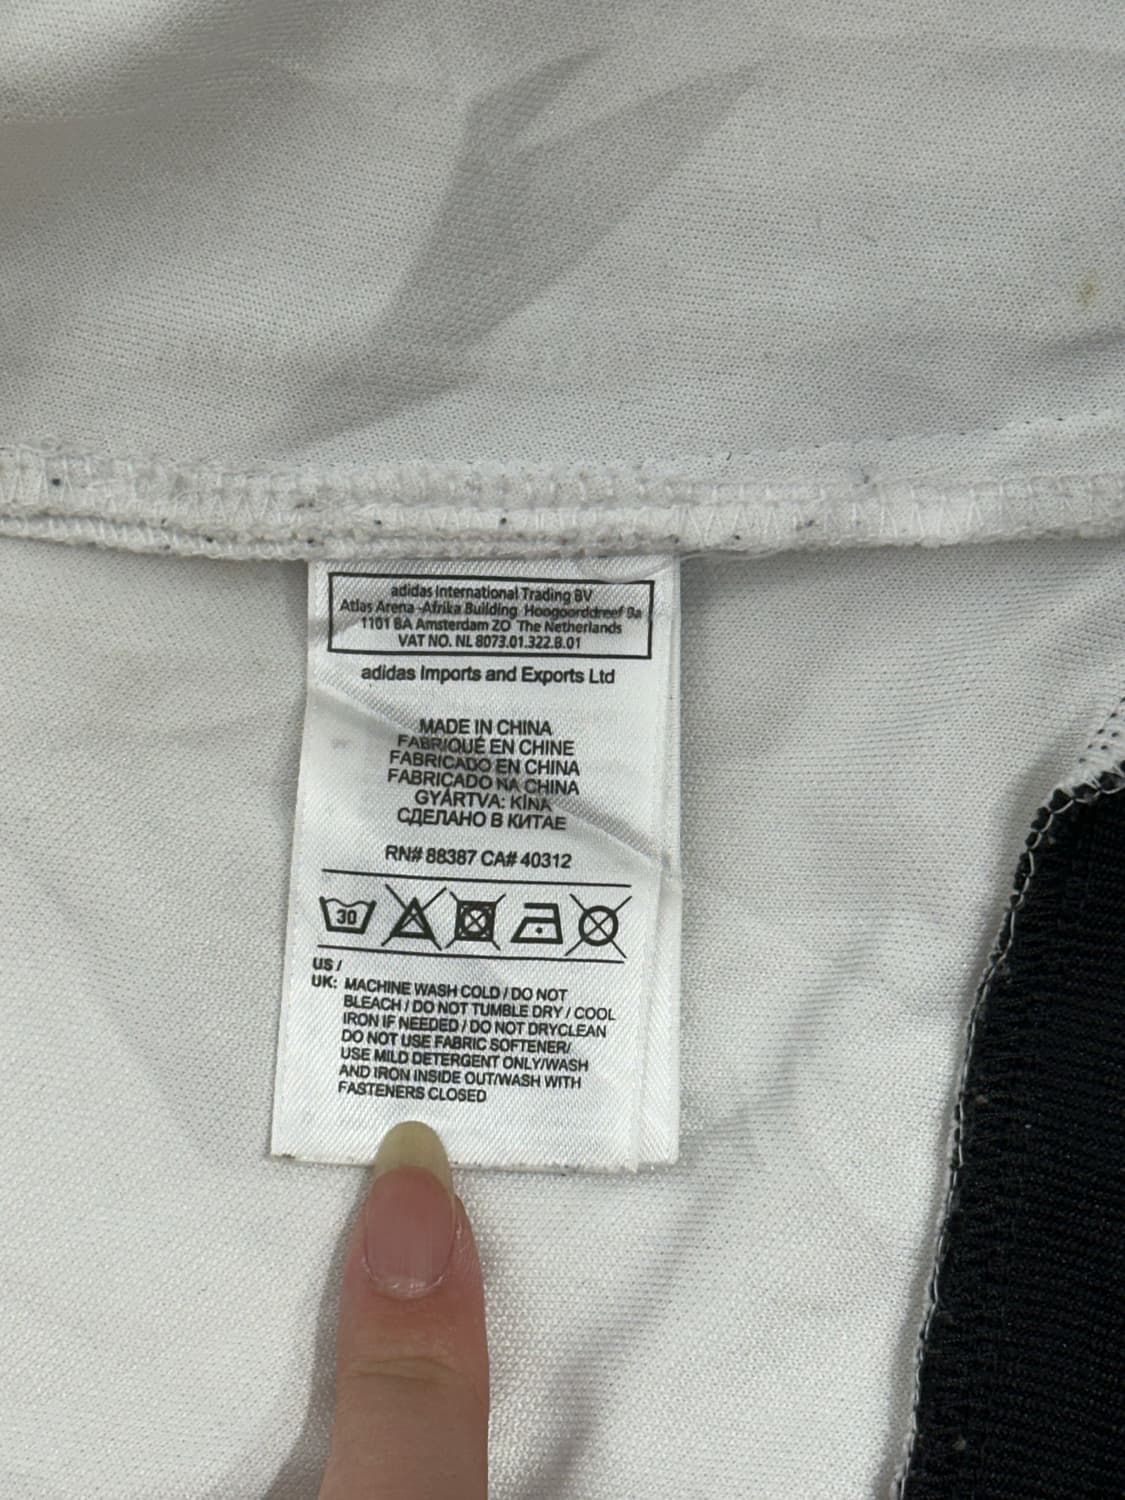 adidas International Trading BV
Atlas Arena -Afrika Building Hoogoorddreef 9a
1101 BA Amsterdam ZO The Netherlands
VAT NO. NL 8073.01.322.B.01
adidas Imports and Exports Ltd
MADE IN CHINA
FABRIQUÉ EN CHINE
FABRICADO EN CHINA
FABRICADO NA CHINA
GYÁRTVA: KÍNA
СДЕЛАНО В КИТАЕ
RN# 88387 CA# 40312
30
US /
UK: MACHINE WASH COLD / DO NOT
BLEACH / DO NOT TUMBLE DRY / COOL
IRON IF NEEDED / DO NOT DRYCLEAN
DO NOT USE FABRIC SOFTENER/
USE MILD DETERGENT ONLY/WASH
AND IRON INSIDE OUT/WASH WITH
FASTENERS CLOSED